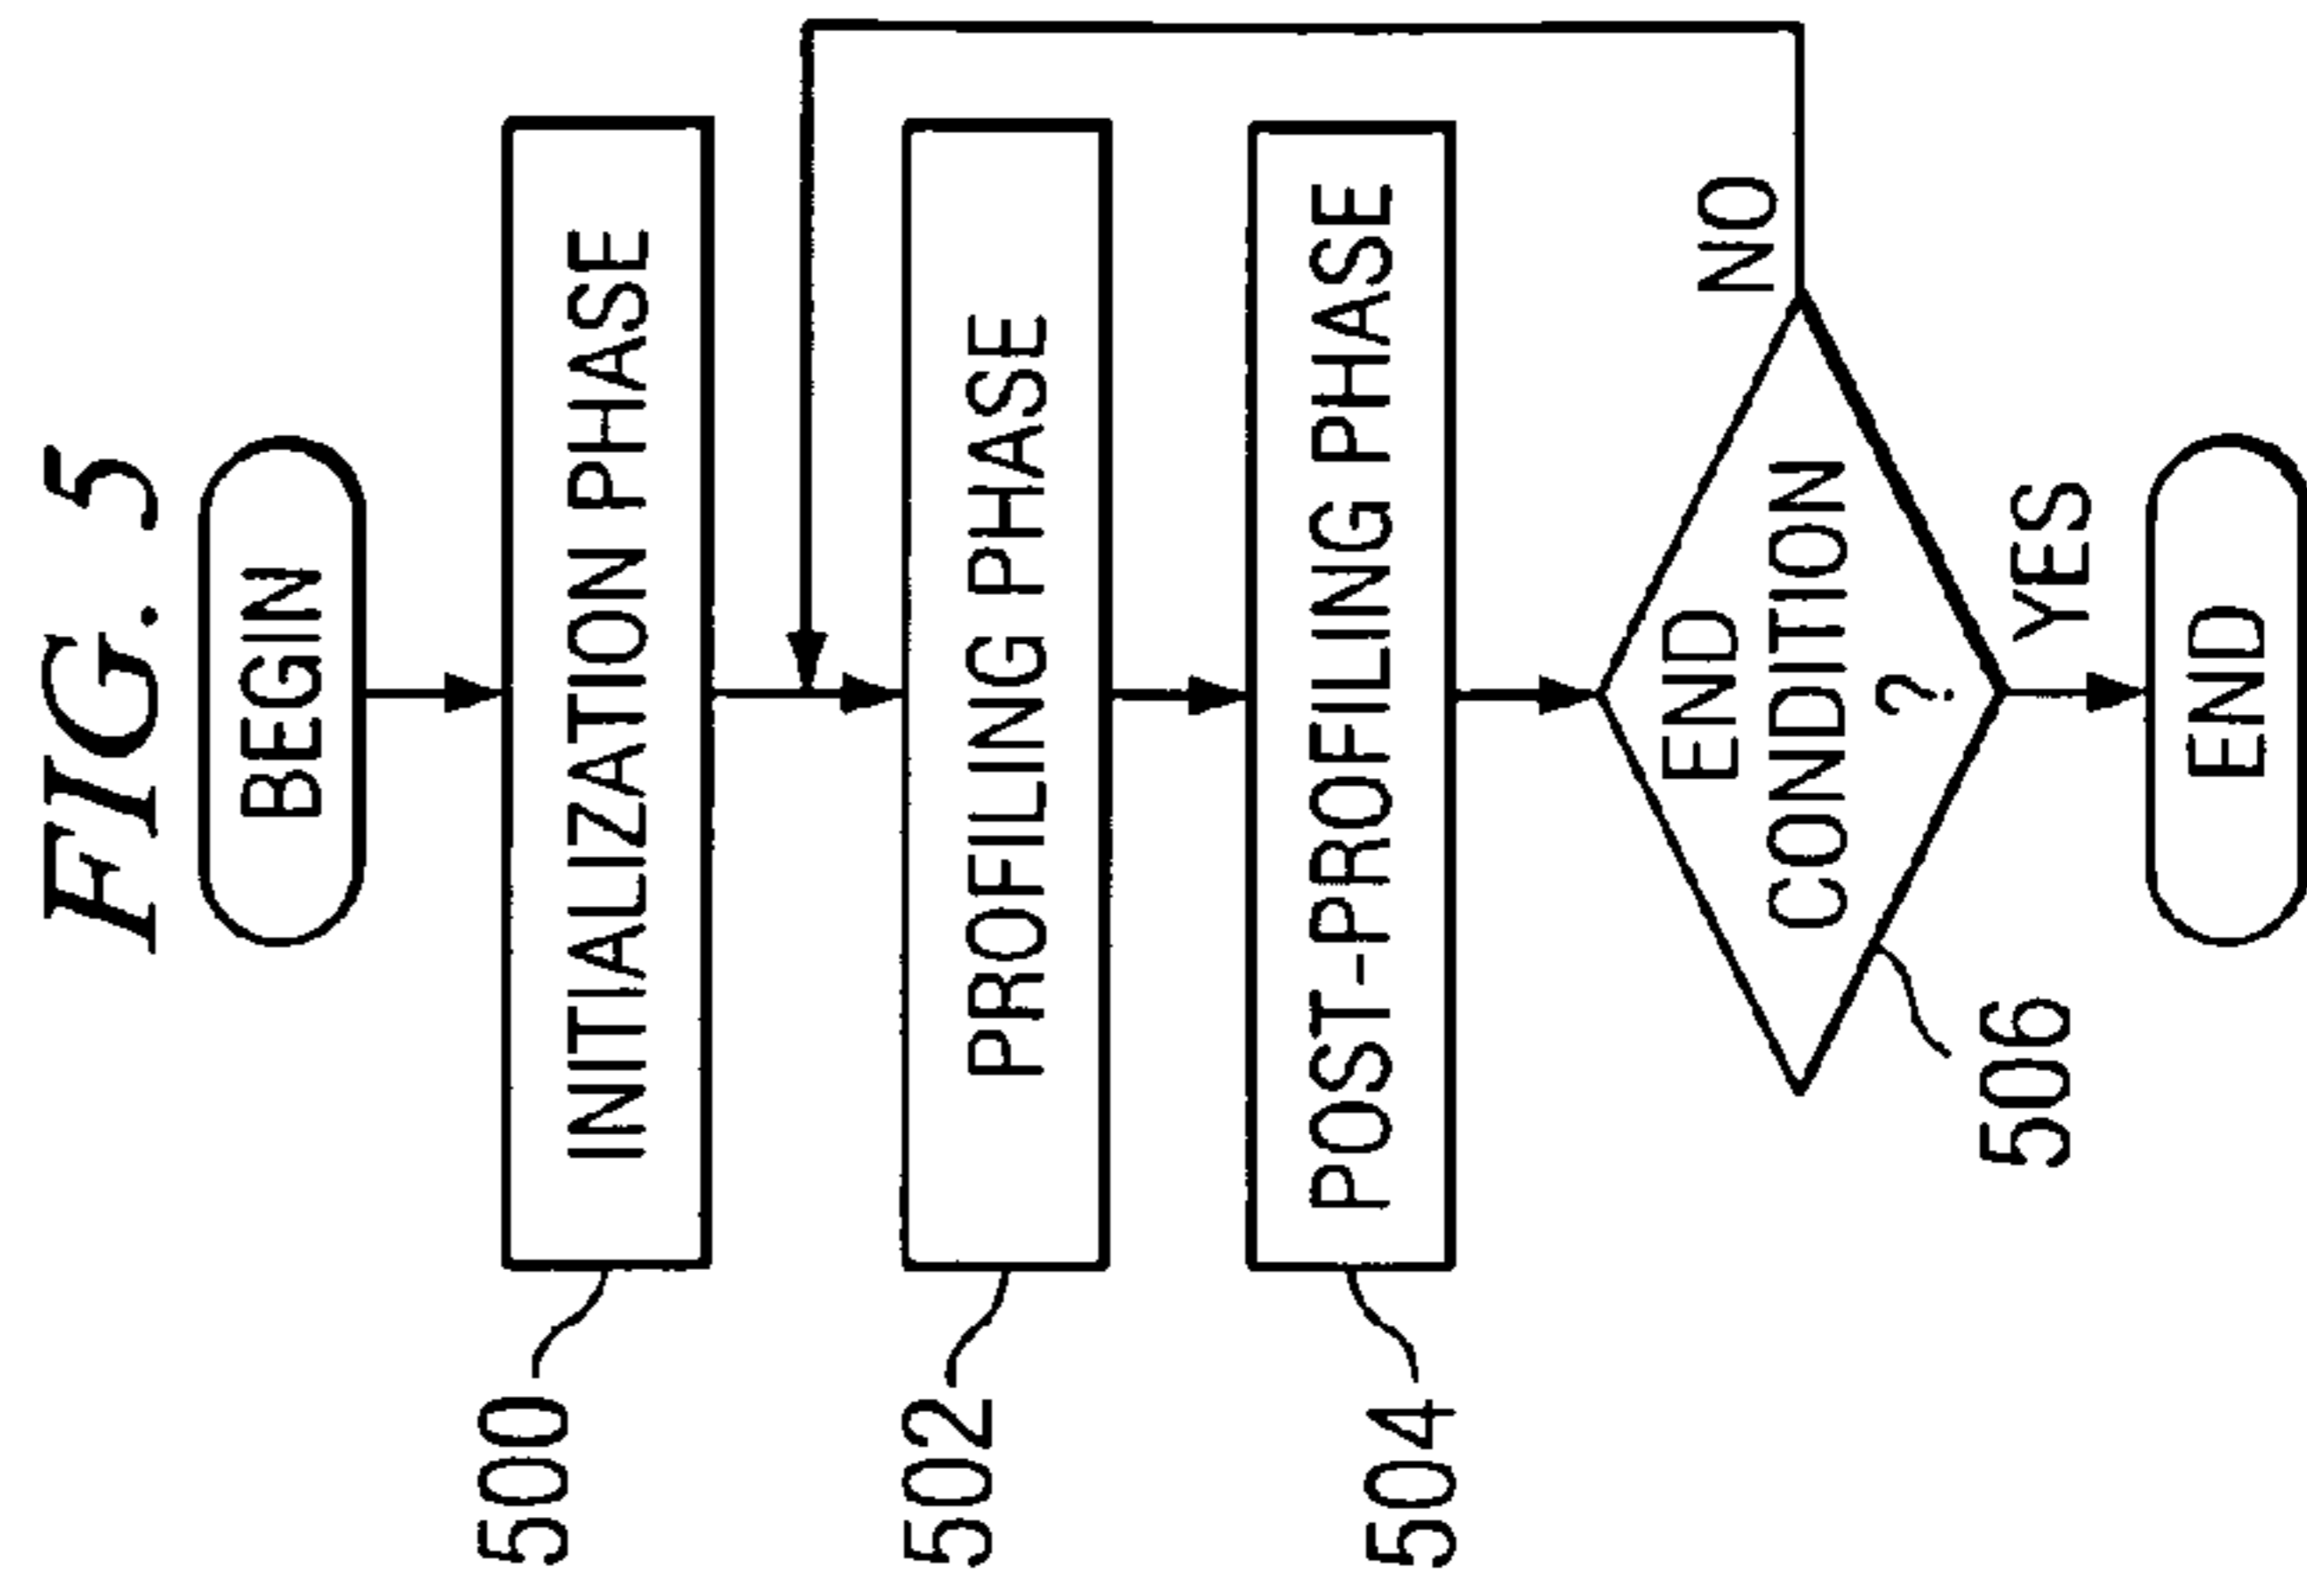 FIG. 5
BEGIN
500
INITIALIZATION PHASE
502
PROFILING PHASE
504
POST-PROFILING PHASE
END
CONDITION
?
NO
506
YES
END